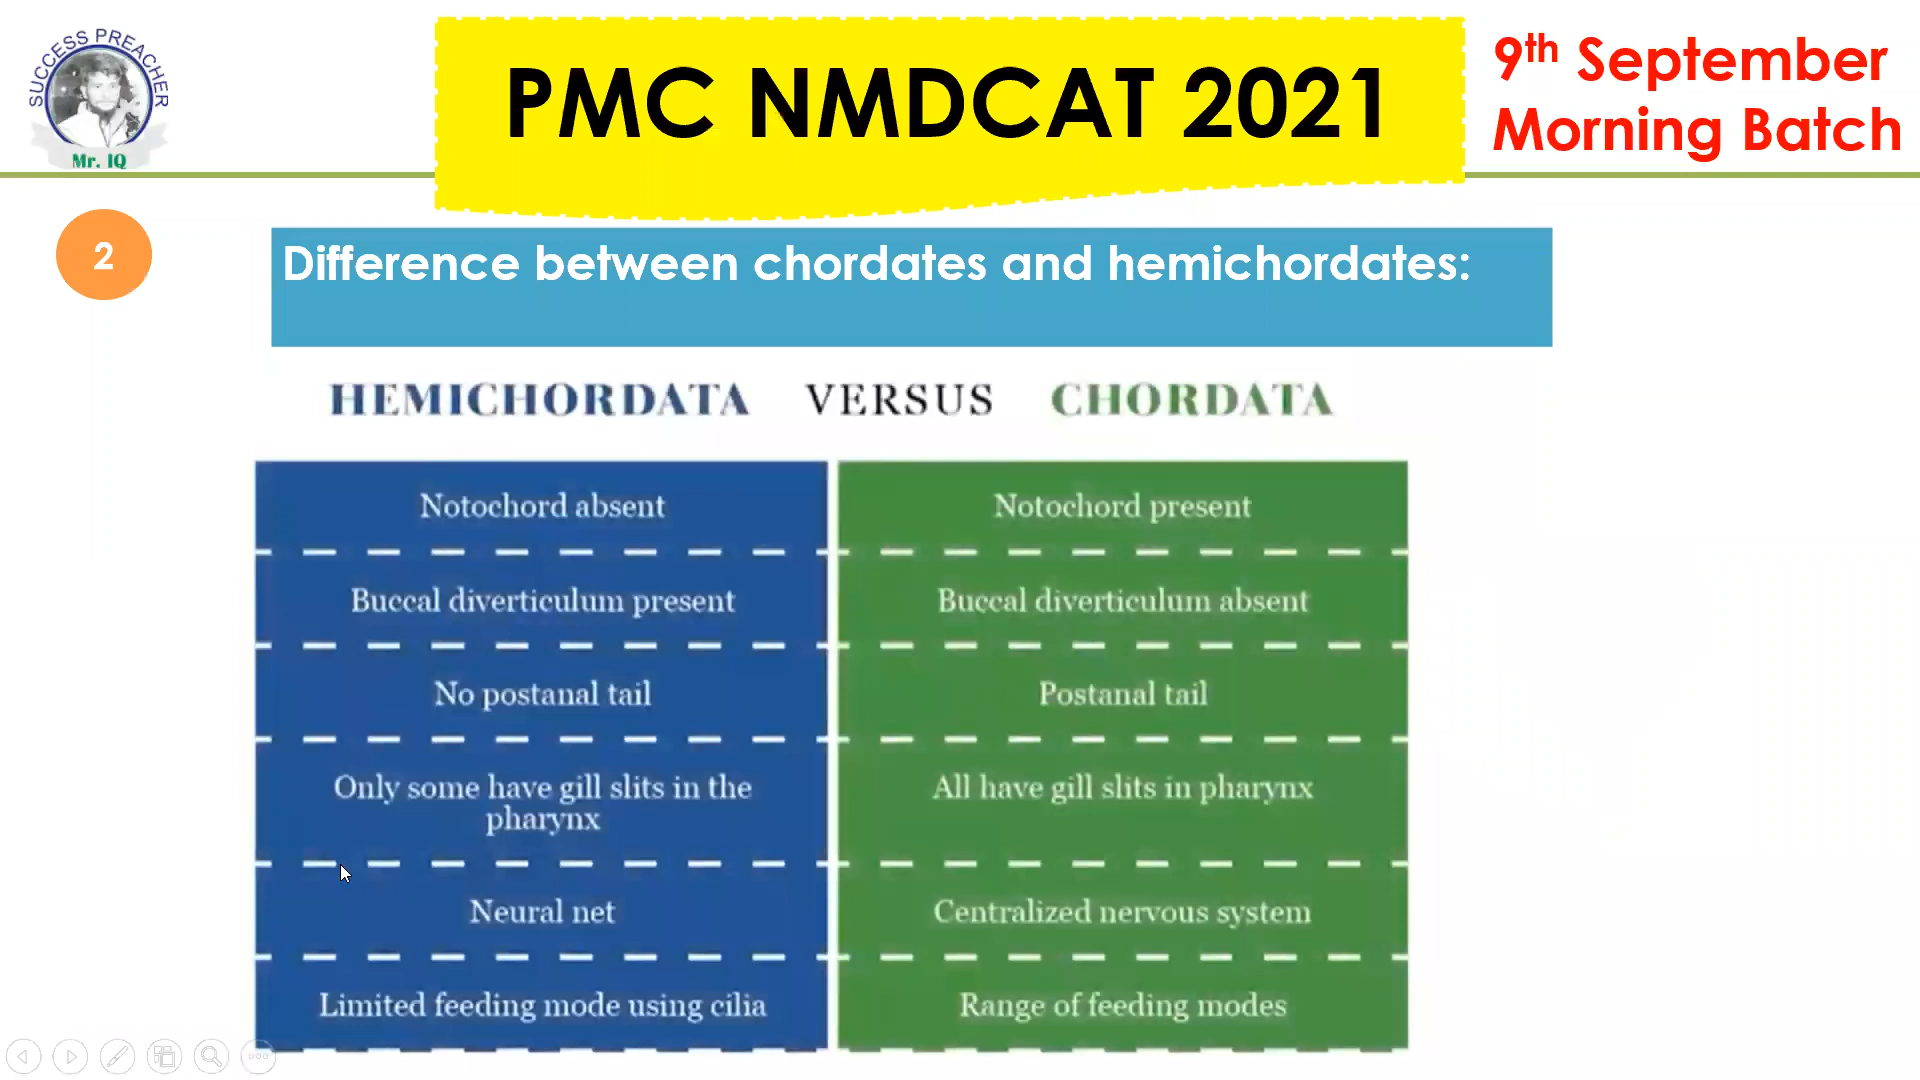 SUCCESS PREACHER
Mr. IQ
PMC NMDCAT 2021
9th September
Morning Batch
2
Difference between chordates and hemichordates:
HEMICHORDATA VERSUS CHORDATA
Notochord absent
Notochord present
Buccal diverticulum present
Buccal diverticulum absent
No postanal tail
Postanal tail
Only some have gill slits in the
pharynx
All have gill slits in pharynx
Neural net
Centralized nervous system
Limited feeding mode using cilia
Range of feeding modes